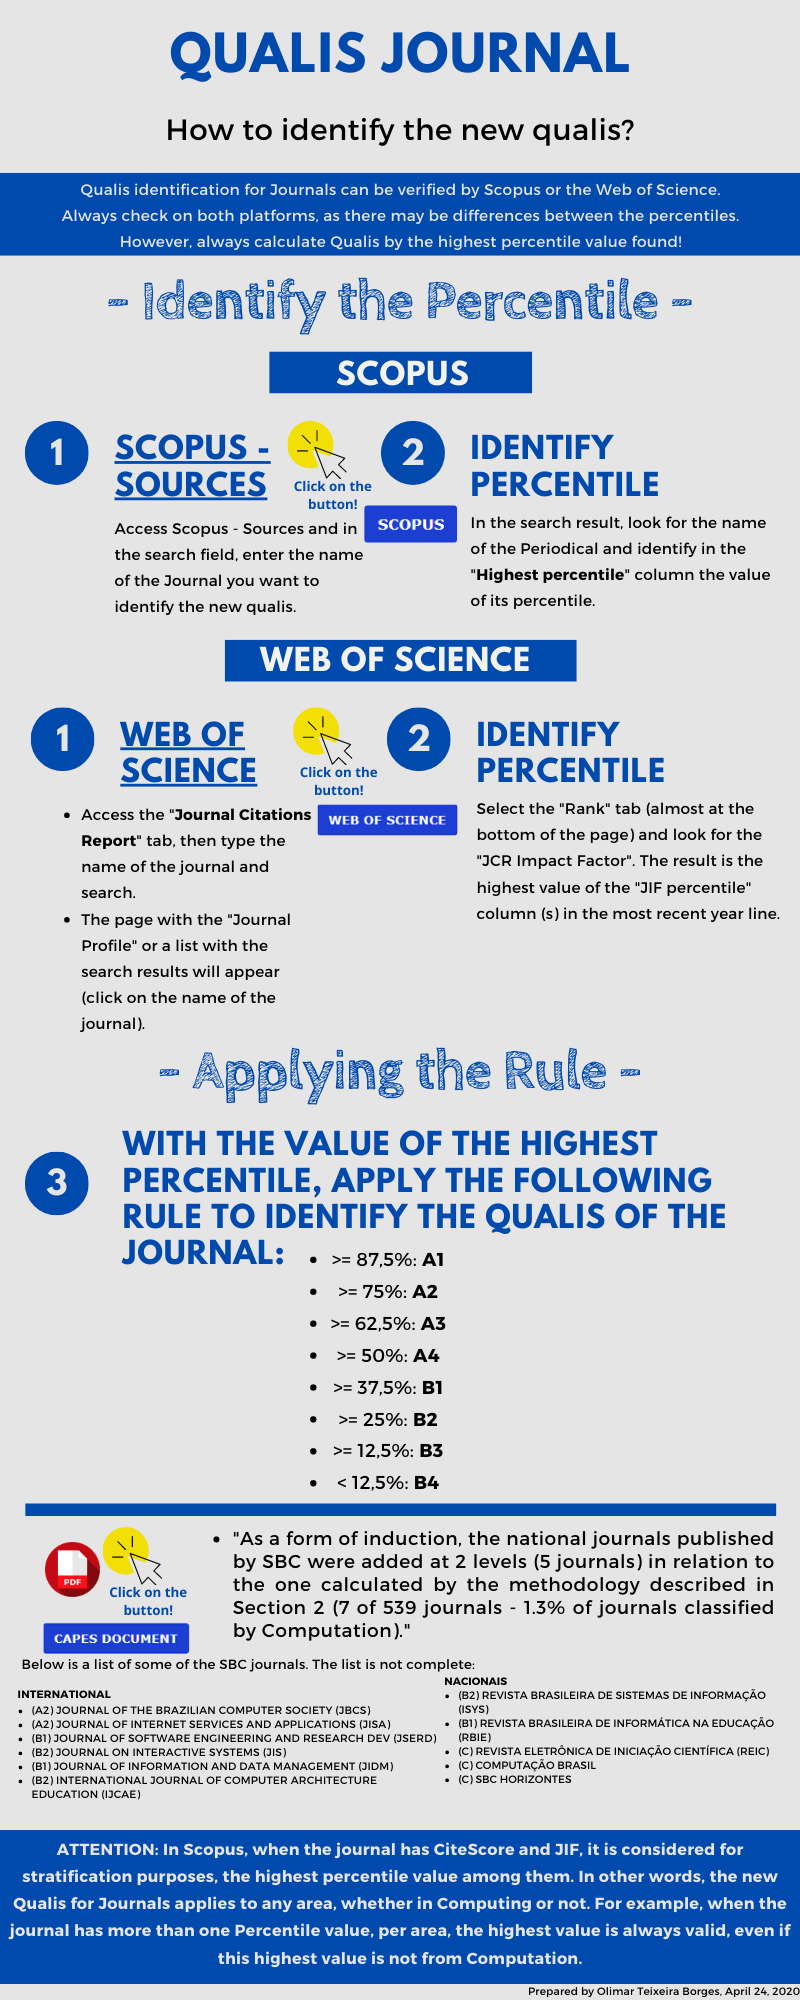 QUALIS JOURNAL
How to identify the new qualis?
Qualis identification for Journals can be verified by Scopus or the Web of Science.
Always check on both platforms, as there may be differences between the percentiles.
However, always calculate Qualis by the highest percentile value found!
- Identify the Percentile -
SCOPUS
1
SCOPUS -
SOURCES
Click on the
button!
SCOPUS
Access Scopus - Sources and in
the search field, enter the name
of the Journal you want to
identify the new qualis.
2
IDENTIFY
PERCENTILE
In the search result, look for the name
of the Periodical and identify in the
"Highest percentile" column the value
of its percentile.
WEB OF SCIENCE
1
WEB OF
SCIENCE
Click on the
button!
WEB OF SCIENCE
• Access the "Journal Citations
Report" tab, then type the
name of the journal and
search.
• The page with the "Journal
Profile" or a list with the
search results will appear
(click on the name of the
journal).
2
IDENTIFY
PERCENTILE
Select the "Rank" tab (almost at the
bottom of the page) and look for the
"JCR Impact Factor". The result is the
highest value of the "JIF percentile"
column (s) in the most recent year line.
- Applying the Rule -
3
WITH THE VALUE OF THE HIGHEST
PERCENTILE, APPLY THE FOLLOWING
RULE TO IDENTIFY THE QUALIS OF THE
JOURNAL:
• >= 87,5%: A1
• >= 75%: A2
• >= 62,5%: A3
• >= 50%: A4
• >= 37,5%: B1
• >= 25%: B2
• >= 12,5%: B3
• < 12,5%: B4
PDF
Click on the
button!
CAPES DOCUMENT
• "As a form of induction, the national journals published
by SBC were added at 2 levels (5 journals) in relation to
the one calculated by the methodology described in
Section 2 (7 of 539 journals - 1.3% of journals classified
by Computation)."
Below is a list of some of the SBC journals. The list is not complete:
INTERNATIONAL
• (A2) JOURNAL OF THE BRAZILIAN COMPUTER SOCIETY (JBCS)
• (A2) JOURNAL OF INTERNET SERVICES AND APPLICATIONS (JISA)
• (B1) JOURNAL OF SOFTWARE ENGINEERING AND RESEARCH DEV (JSERD)
• (B2) JOURNAL ON INTERACTIVE SYSTEMS (JIS)
• (B1) JOURNAL OF INFORMATION AND DATA MANAGEMENT (JIDM)
• (B2) INTERNATIONAL JOURNAL OF COMPUTER ARCHITECTURE
EDUCATION (IJCAE)
NACIONAIS
• (B2) REVISTA BRASILEIRA DE SISTEMAS DE INFORMAÇÃO
(ISYS)
• (B1) REVISTA BRASILEIRA DE INFORMÁTICA NA EDUCAÇÃO
(RBIE)
• (C) REVISTA ELETRÔNICA DE INICIAÇÃO CIENTÍFICA (REIC)
• (C) COMPUTAÇÃO BRASIL
• (C) SBC HORIZONTES
ATTENTION: In Scopus, when the journal has CiteScore and JIF, it is considered for
stratification purposes, the highest percentile value among them. In other words, the new
Qualis for Journals applies to any area, whether in Computing or not. For example, when the
journal has more than one Percentile value, per area, the highest value is always valid, even if
this highest value is not from Computation.
Prepared by Olimar Teixeira Borges, April 24, 2020